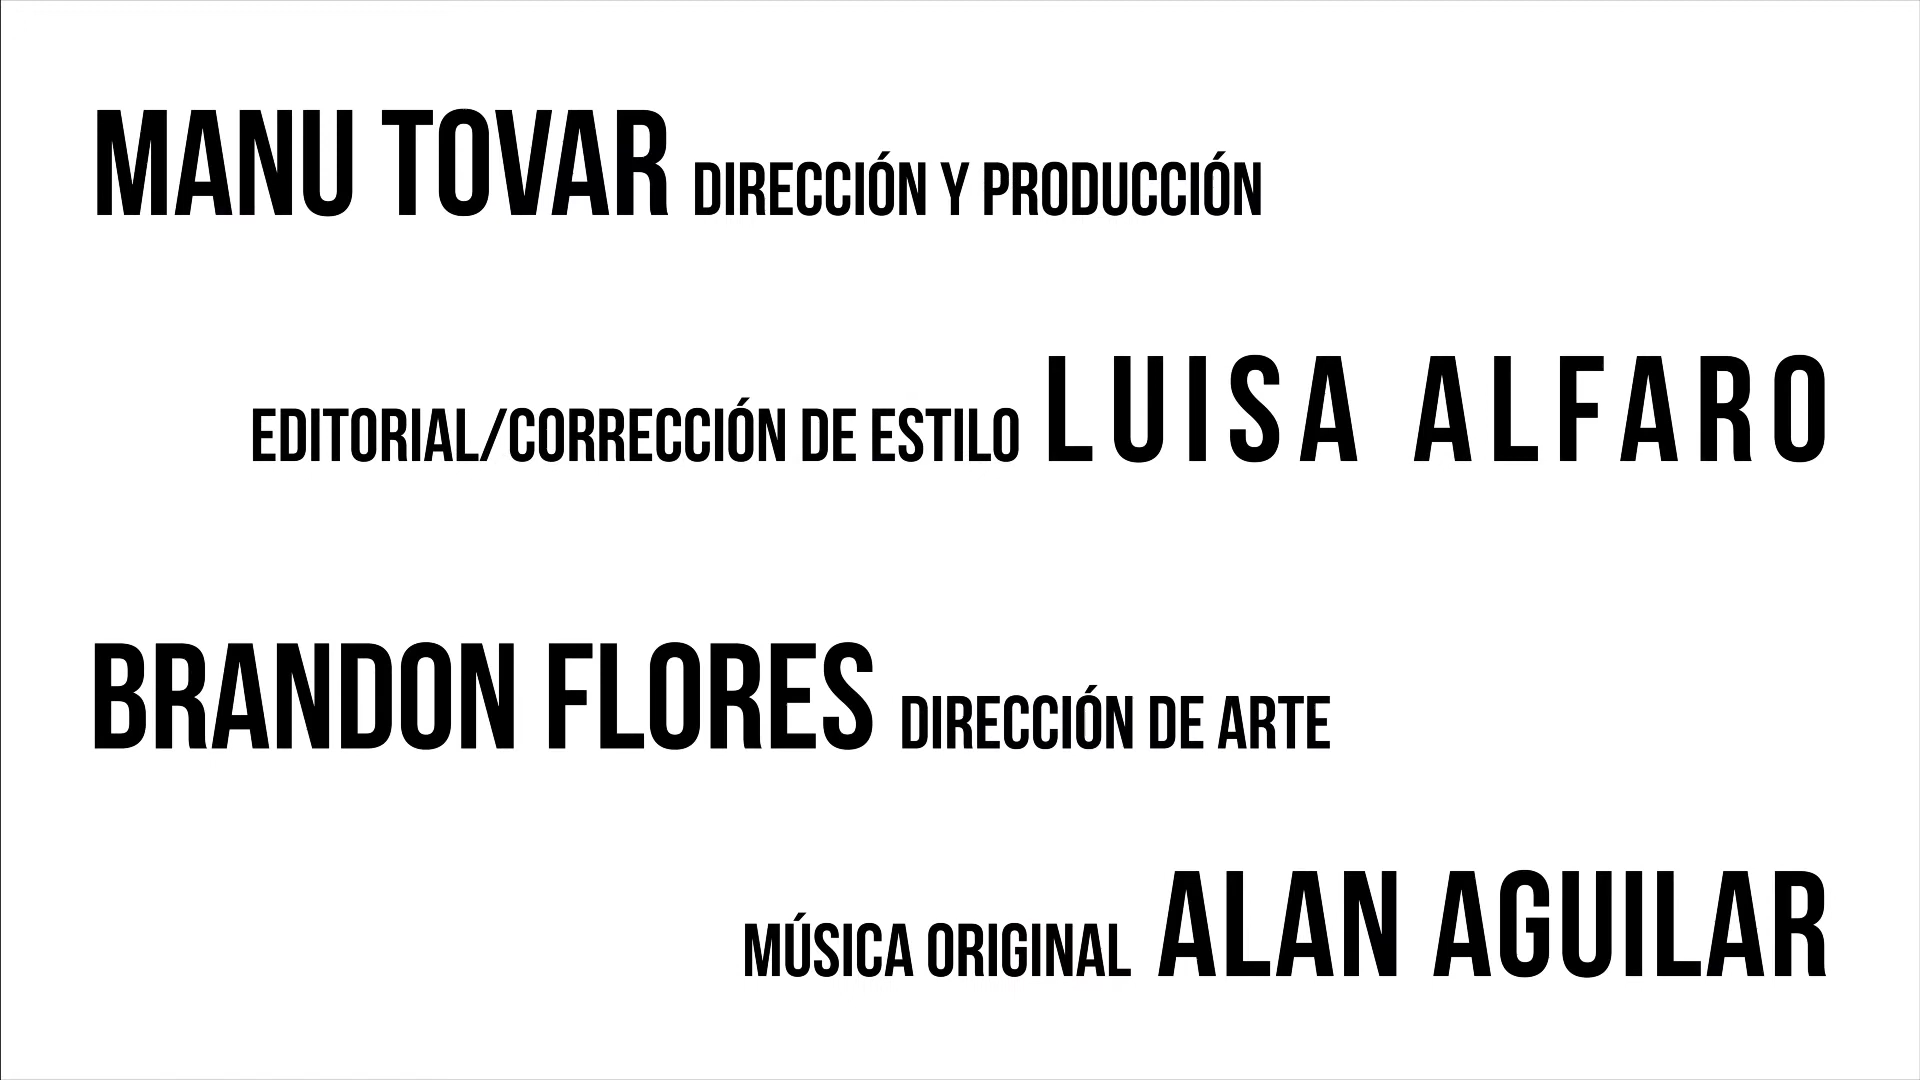 MANU TOVAR DIRECCIÓN Y PRODUCCIÓN
EDITORIAL/CORRECCIÓN DE ESTILO LUISA ALFARO
BRANDON FLORES DIRECCIÓN DE ARTE
MÚSICA ORIGINAL ALAN AGUILAR